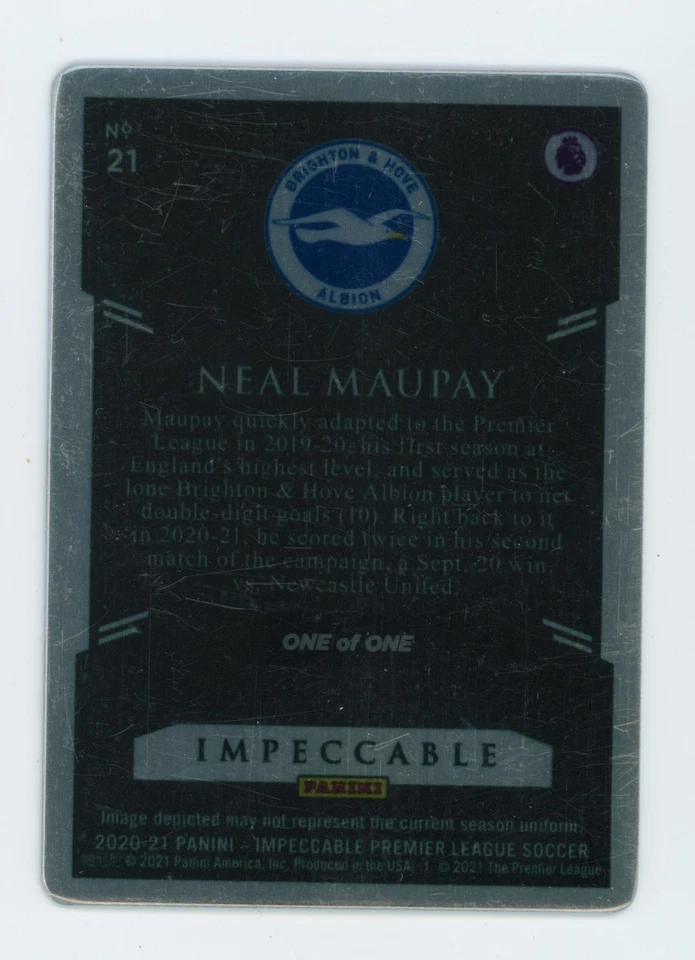 Nº
21
BRIGHTON & HOVE
ALBION
NEAL MAUPAY
Maupay quickly adapted to the Premier
League in 2019-20, his first season at
England's highest level, and served as the
lone Brighton & Hove Albion player to net
double-digit goals (10). Right back to it
in 2020-21, he scored twice in his second
match of the campaign, a Sept. 20 win
vs. Newcastle United.
ONE of ONE
IMPECCABLE
PANINI
Image depicted may not represent the current season uniform.
2020-21 PANINI – IMPECCABLE PREMIER LEAGUE SOCCER
© 2021 Panini America, Inc. Produced in the USA. 1 © 2021 The Premier League